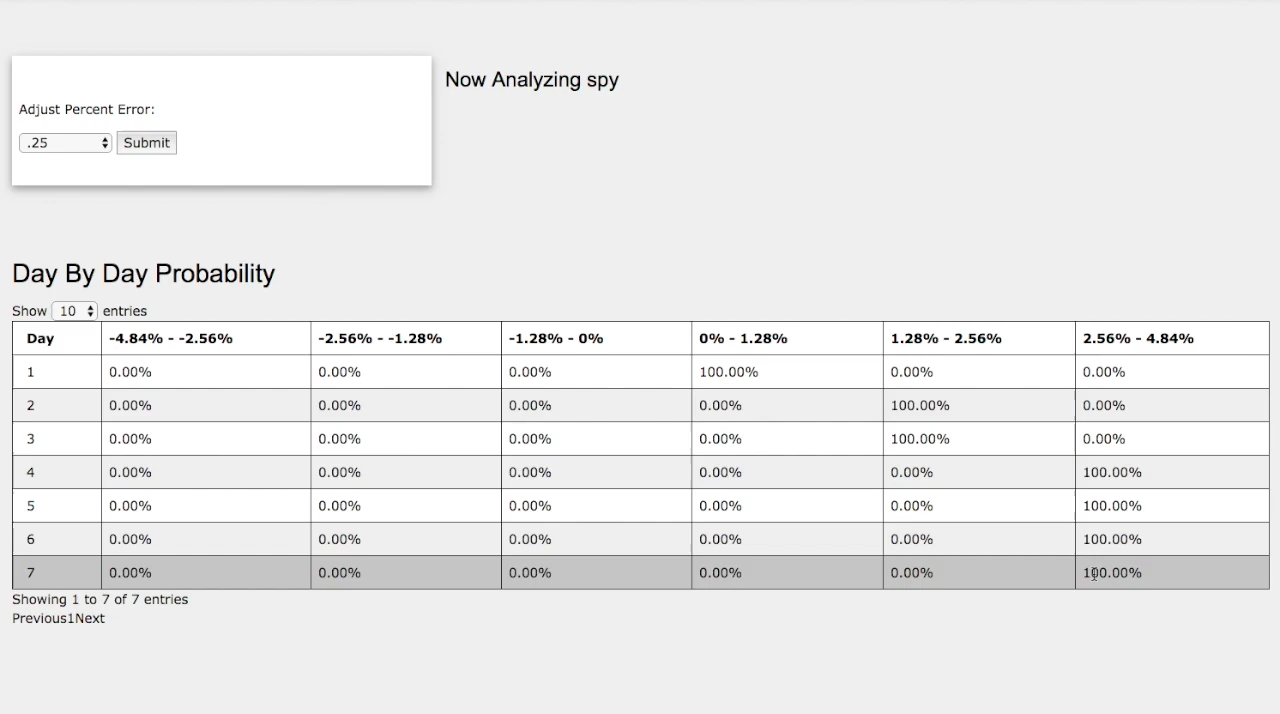 Now Analyzing spy
Adjust Percent Error:
.25 Submit
Day By Day Probability
Show 10 entries
Day -4.84% - -2.56% -2.56% - -1.28% -1.28% - 0% 0% - 1.28% 1.28% - 2.56% 2.56% - 4.84%
1 0.00% 0.00% 0.00% 100.00% 0.00% 0.00%
2 0.00% 0.00% 0.00% 0.00% 100.00% 0.00%
3 0.00% 0.00% 0.00% 0.00% 100.00% 0.00%
4 0.00% 0.00% 0.00% 0.00% 0.00% 100.00%
5 0.00% 0.00% 0.00% 0.00% 0.00% 100.00%
6 0.00% 0.00% 0.00% 0.00% 0.00% 100.00%
7 0.00% 0.00% 0.00% 0.00% 0.00% 100.00%
Showing 1 to 7 of 7 entries
Previous1Next